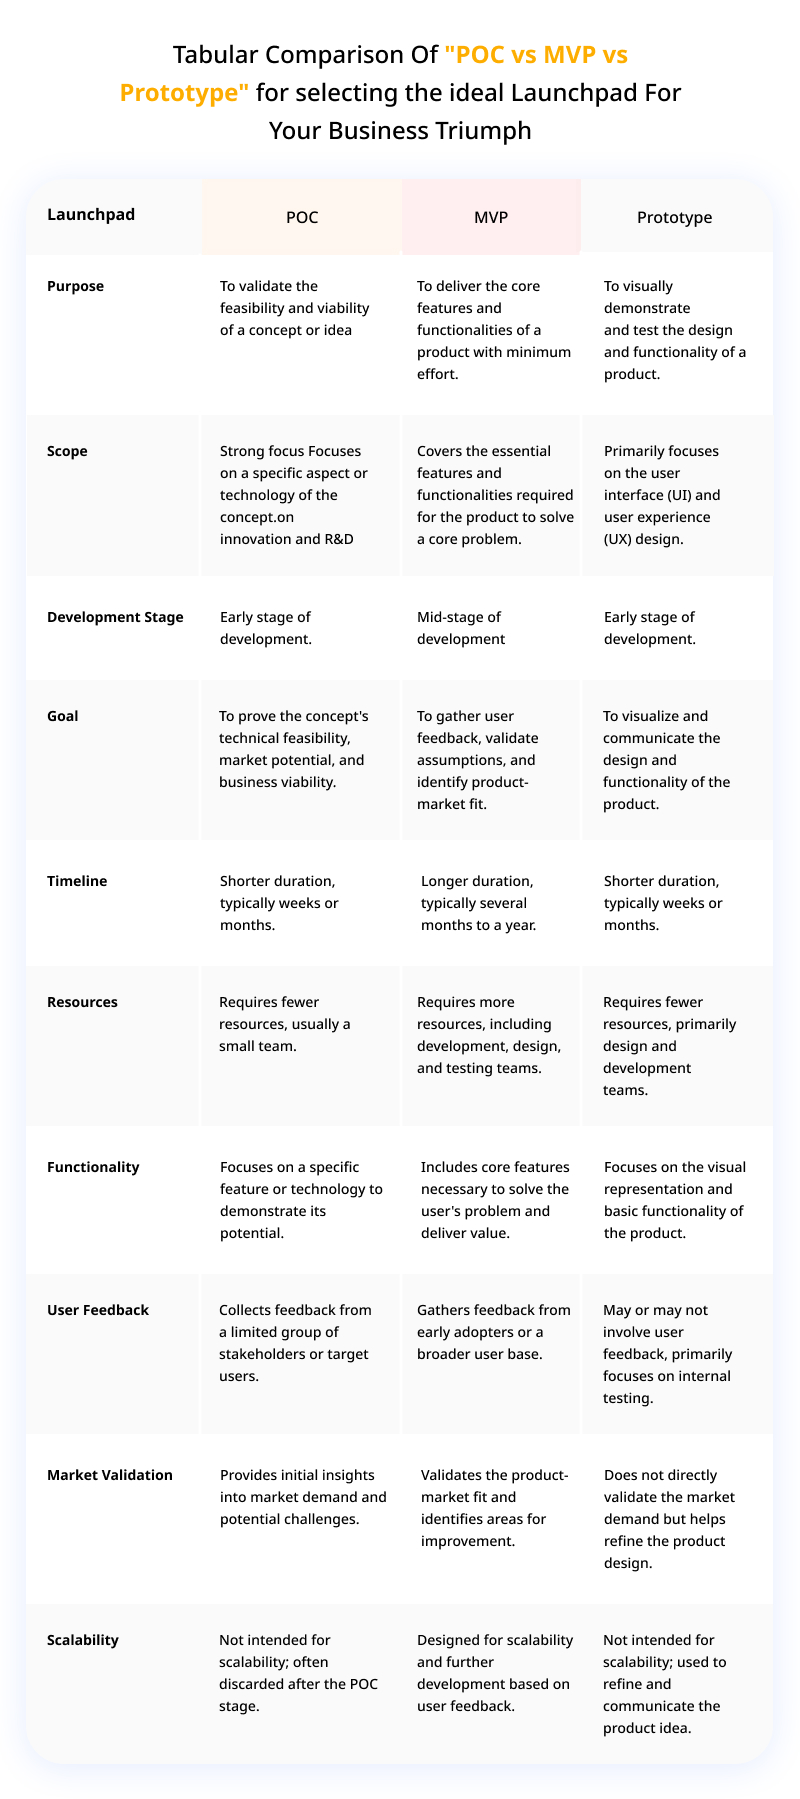 Tabular Comparison Of "POC vs MVP vs
Prototype" for selecting the ideal Launchpad For
Your Business Triumph
Launchpad
POC
MVP
Prototype
Purpose
To validate the
feasibility and viability
of a concept or idea
To deliver the core
features and
functionalities of a
product with minimum
effort.
To visually
demonstrate
and test the design
and functionality of a
product.
Scope
Strong focus Focuses
on a specific aspect or
technology of the
concept.on
innovation and R&D
Covers the essential
features and
functionalities required
for the product to solve
a core problem.
Primarily focuses
on the user
interface (UI) and
user experience
(UX) design.
Development Stage
Early stage of
development.
Mid-stage of
development
Early stage of
development.
Goal
To prove the concept's
technical feasibility,
market potential, and
business viability.
To gather user
feedback, validate
assumptions, and
identify product-
market fit.
To visualize and
communicate the
design and
functionality of the
product.
Timeline
Shorter duration,
typically weeks or
months.
Longer duration,
typically several
months to a year.
Shorter duration,
typically weeks or
months.
Resources
Requires fewer
resources, usually a
small team.
Requires more
resources, including
development, design,
and testing teams.
Requires fewer
resources, primarily
design and
development
teams.
Functionality
Focuses on a specific
feature or technology to
demonstrate its
potential.
Includes core features
necessary to solve the
user's problem and
deliver value.
Focuses on the visual
representation and
basic functionality of
the product.
User Feedback
Collects feedback from
a limited group of
stakeholders or target
users.
Gathers feedback from
early adopters or a
broader user base.
May or may not
involve user
feedback, primarily
focuses on internal
testing.
Market Validation
Provides initial insights
into market demand and
potential challenges.
Validates the product-
market fit and
identifies areas for
improvement.
Does not directly
validate the market
demand but helps
refine the product
design.
Scalability
Not intended for
scalability; often
discarded after the POC
stage.
Designed for scalability
and further
development based on
user feedback.
Not intended for
scalability; used to
refine and
communicate the
product idea.